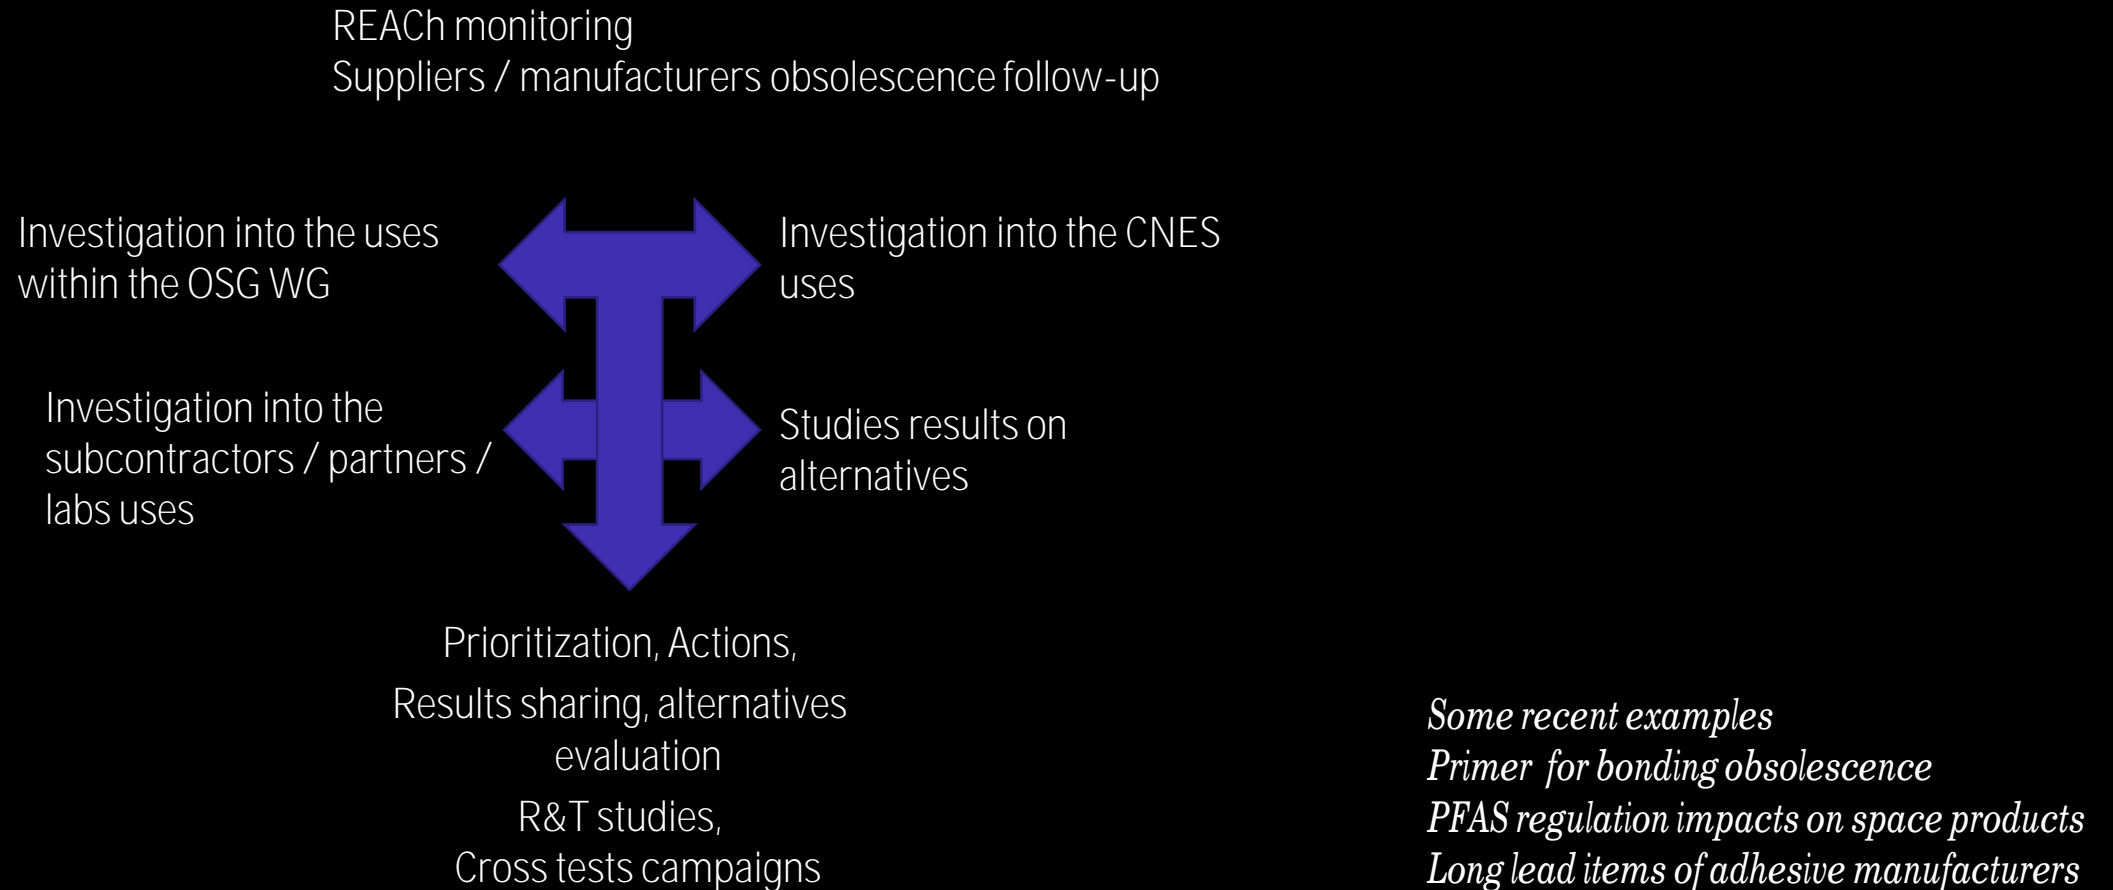 REACh monitoring
Suppliers / manufacturers obsolescence follow-up
Investigation into the uses
within the OSG WG
Investigation into the CNES
uses
Investigation into the
subcontractors / partners /
labs uses
Studies results on
alternatives
Prioritization, Actions,
Results sharing, alternatives
evaluation
R&T studies,
Cross tests campaigns
Some recent examples
Primer for bonding obsolescence
PFAS regulation impacts on space products
Long lead items of adhesive manufacturers